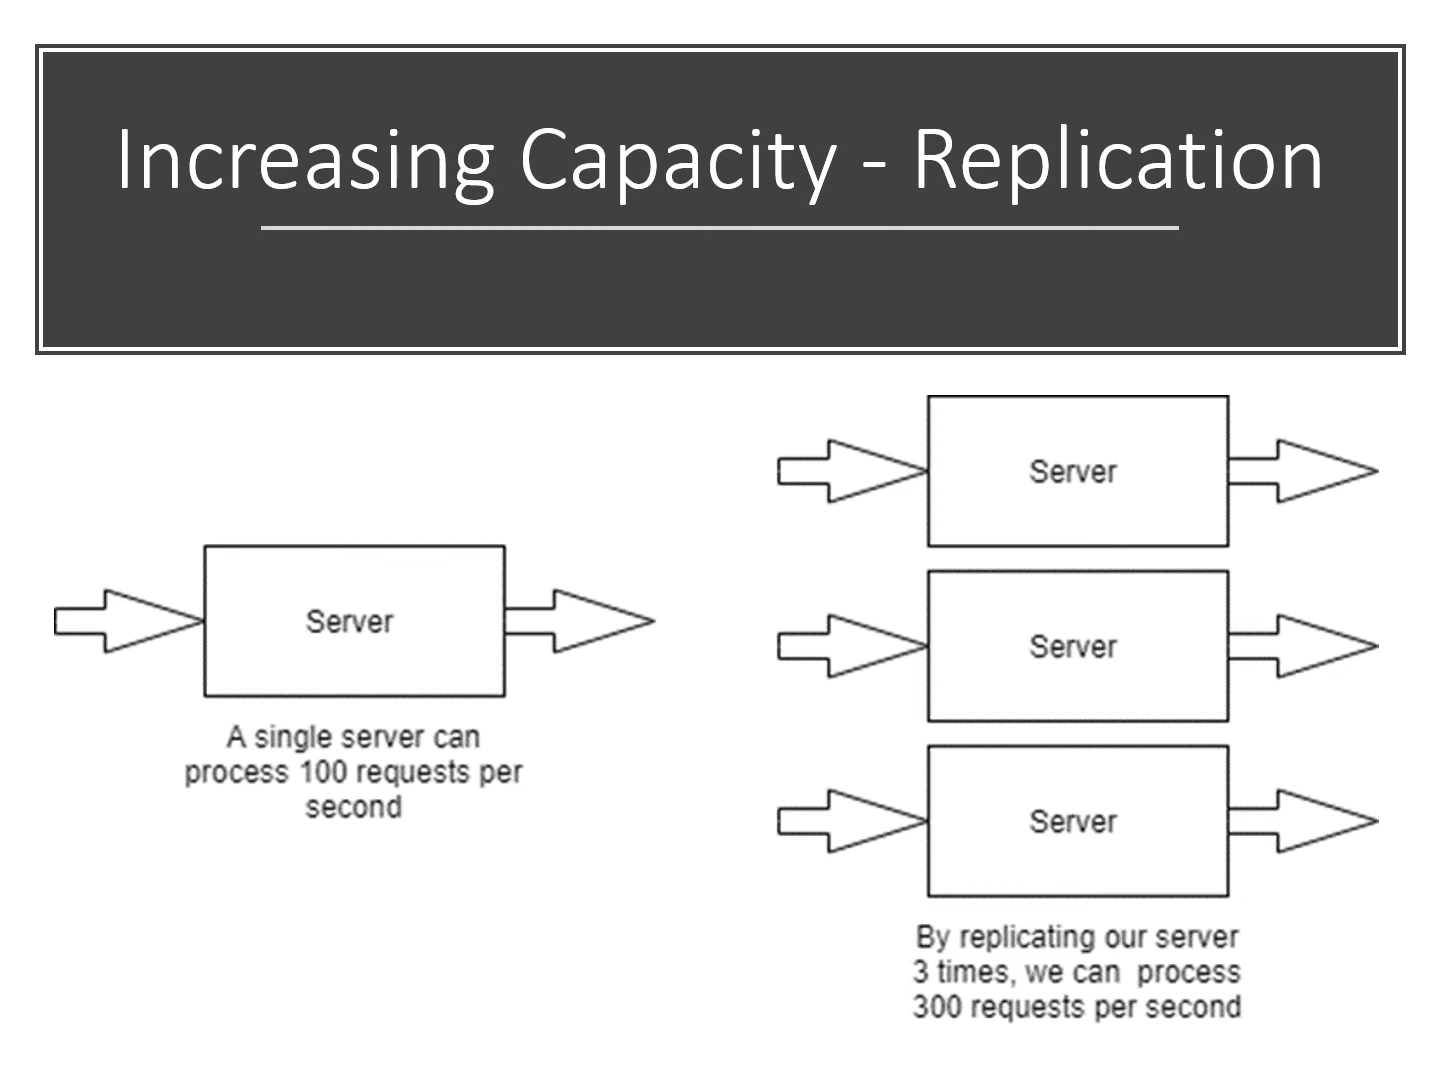 Increasing Capacity - Replication
Server
A single server can
process 100 requests per
second
Server
Server
Server
By replicating our server
3 times, we can  process
300 requests per second